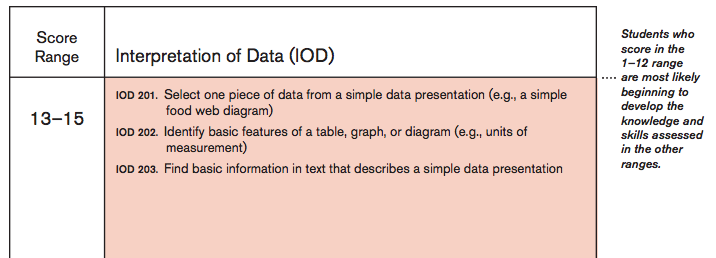 Score
Range
Interpretation of Data (IOD)
13–15
IOD 201. Select one piece of data from a simple data presentation (e.g., a simple
food web diagram)
IOD 202. Identify basic features of a table, graph, or diagram (e.g., units of
measurement)
IOD 203. Find basic information in text that describes a simple data presentation
Students who
score in the
1–12 range
are most likely
beginning to
develop the
knowledge and
skills assessed
in the other
ranges.